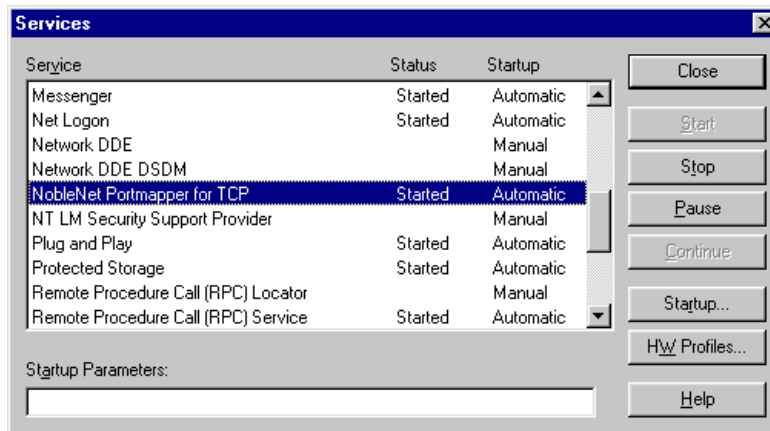 Services
Service Status Startup
Messenger Started Automatic
Net Logon Started Automatic
Network DDE Manual
Network DDE DSDM Manual
NobleNet Portmapper for TCP Started Automatic
NT LM Security Support Provider Manual
Plug and Play Started Automatic
Protected Storage Started Automatic
Remote Procedure Call (RPC) Locator Manual
Remote Procedure Call (RPC) Service Started Automatic
Startup Parameters:
Close
Start
Stop
Pause
Continue
Startup...
HW Profiles...
Help